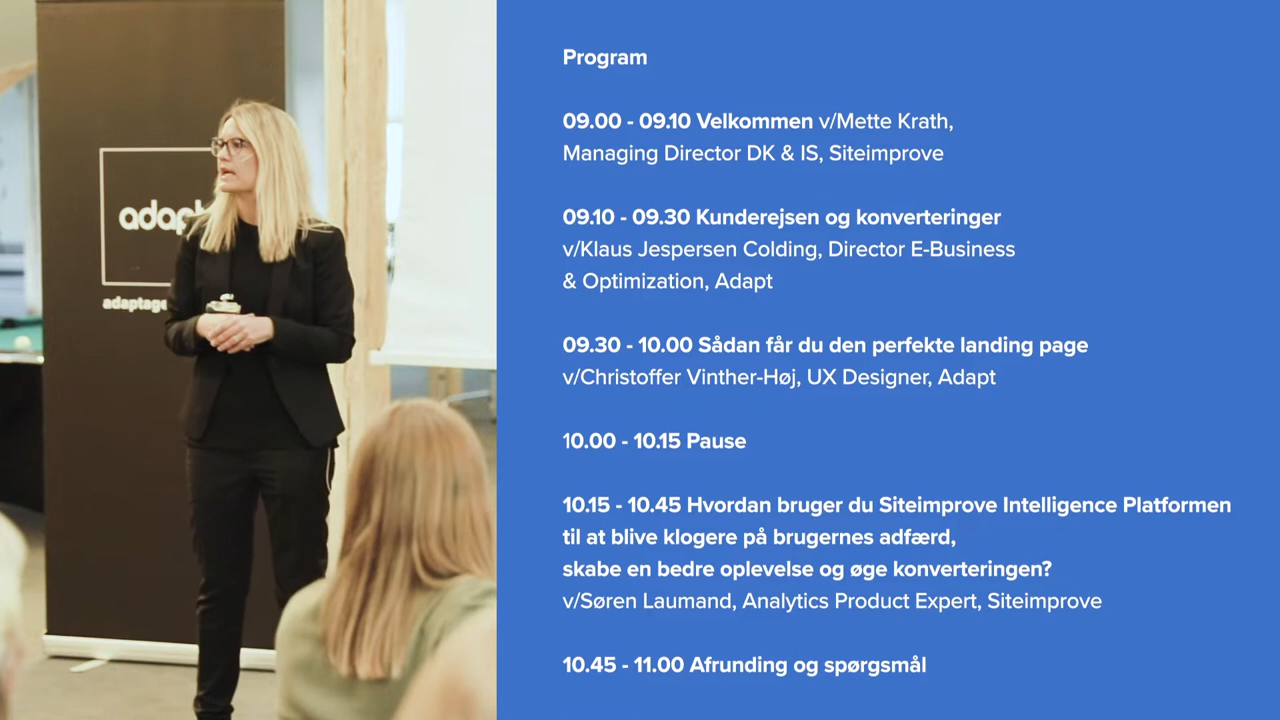 adap
adaptage
Program
09.00 - 09.10 Velkommen v/Mette Krath,
Managing Director DK & IS, Siteimprove
09.10 - 09.30 Kunderejsen og konverteringer
v/Klaus Jespersen Colding, Director E-Business
& Optimization, Adapt
09.30 - 10.00 Sådan får du den perfekte landing page
v/Christoffer Vinther-Høj, UX Designer, Adapt
10.00 - 10.15 Pause
10.15 - 10.45 Hvordan bruger du Siteimprove Intelligence Platformen
til at blive klogere på brugernes adfærd,
skabe en bedre oplevelse og øge konverteringen?
v/Søren Laumand, Analytics Product Expert, Siteimprove
10.45 - 11.00 Afrunding og spørgsmål